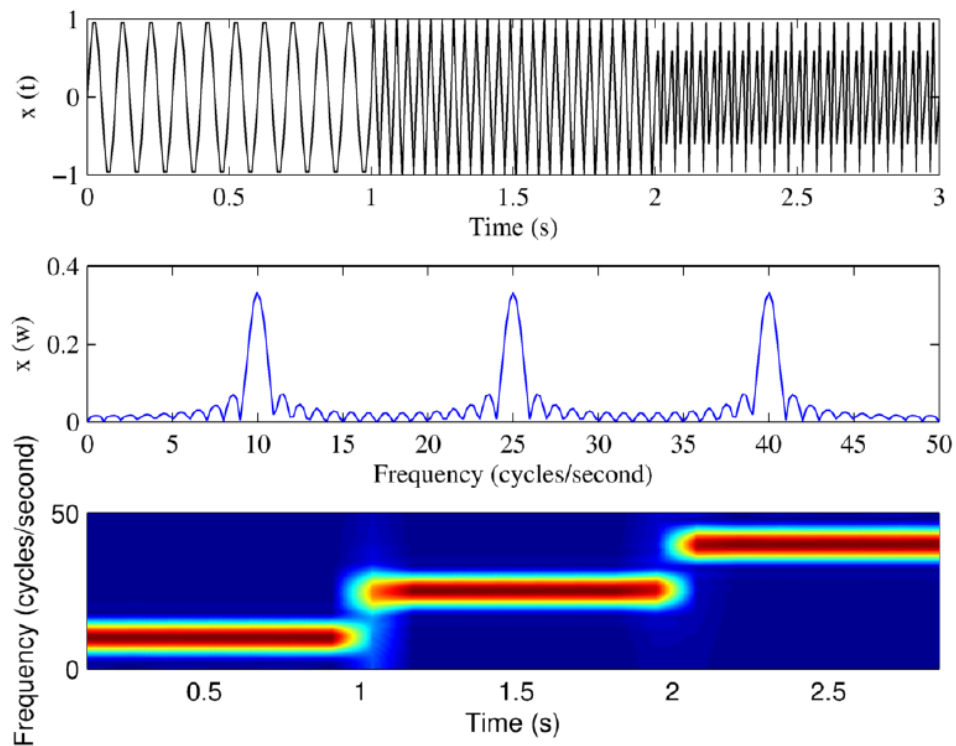 x (t)
1
0
−1
0 0.5 1 1.5 2 2.5 3
Time (s)
x (w)
0.4
0.2
0
0 5 10 15 20 25 30 35 40 45 50
Frequency (cycles/second)
Frequency (cycles/second)
50
0
0.5 1 1.5 2 2.5
Time (s)